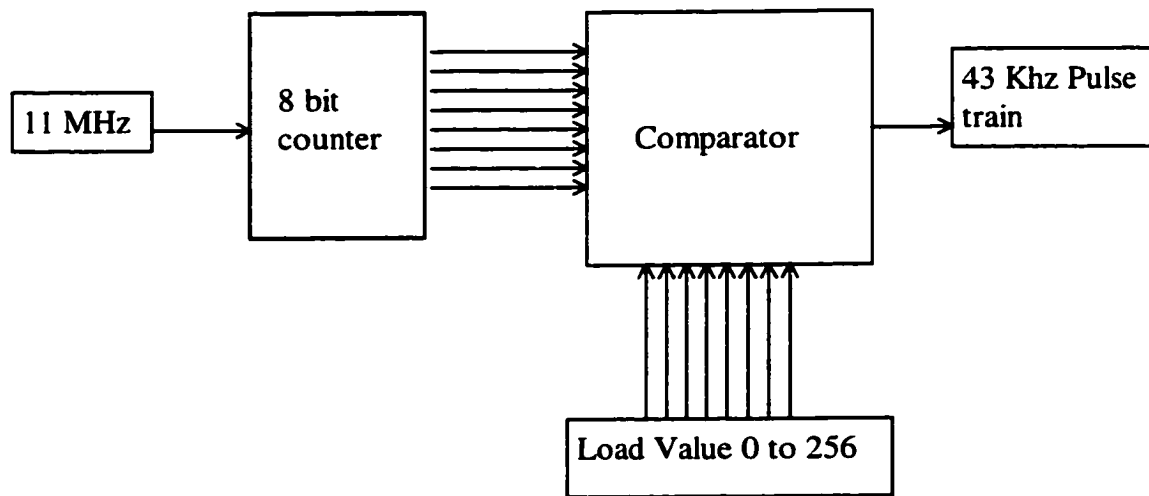 11 MHz
8 bit
counter
Comparator
43 Khz Pulse
train
Load Value 0 to 256